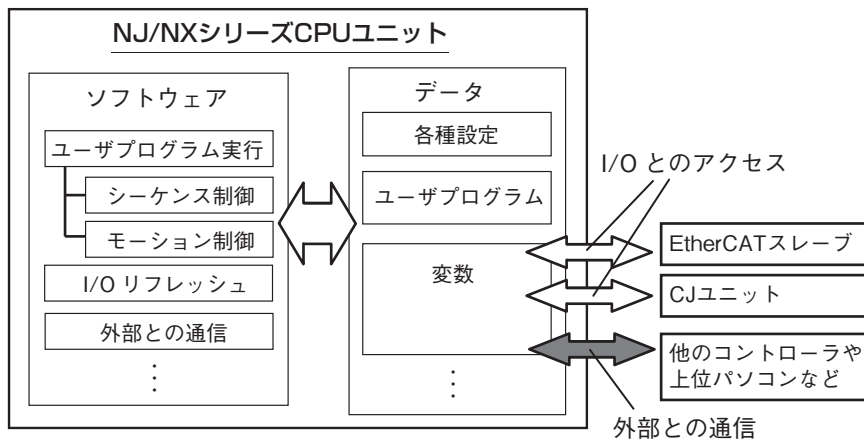 NJ/NXシリーズCPUユニット
ソフトウェア
ユーザプログラム実行
シーケンス制御
モーション制御
I/O リフレッシュ
外部との通信
⋮
データ
各種設定
ユーザプログラム
変数
⋮
I/O とのアクセス
EtherCATスレーブ
CJユニット
他のコントローラや
上位パソコンなど
外部との通信